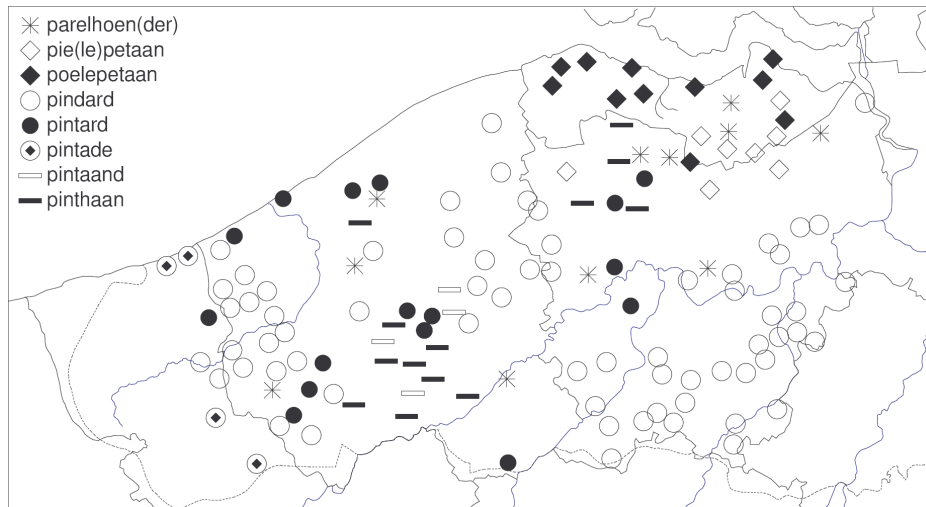 parelhoen(der)
pie(le)petaan
poelepetaan
pindard
pintard
pintade
pintaand
pinthaan